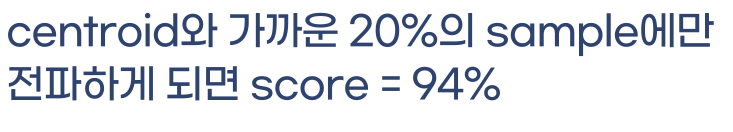 centroid와 가까운 20%의 sample에만
전파하게 되면 score = 94%